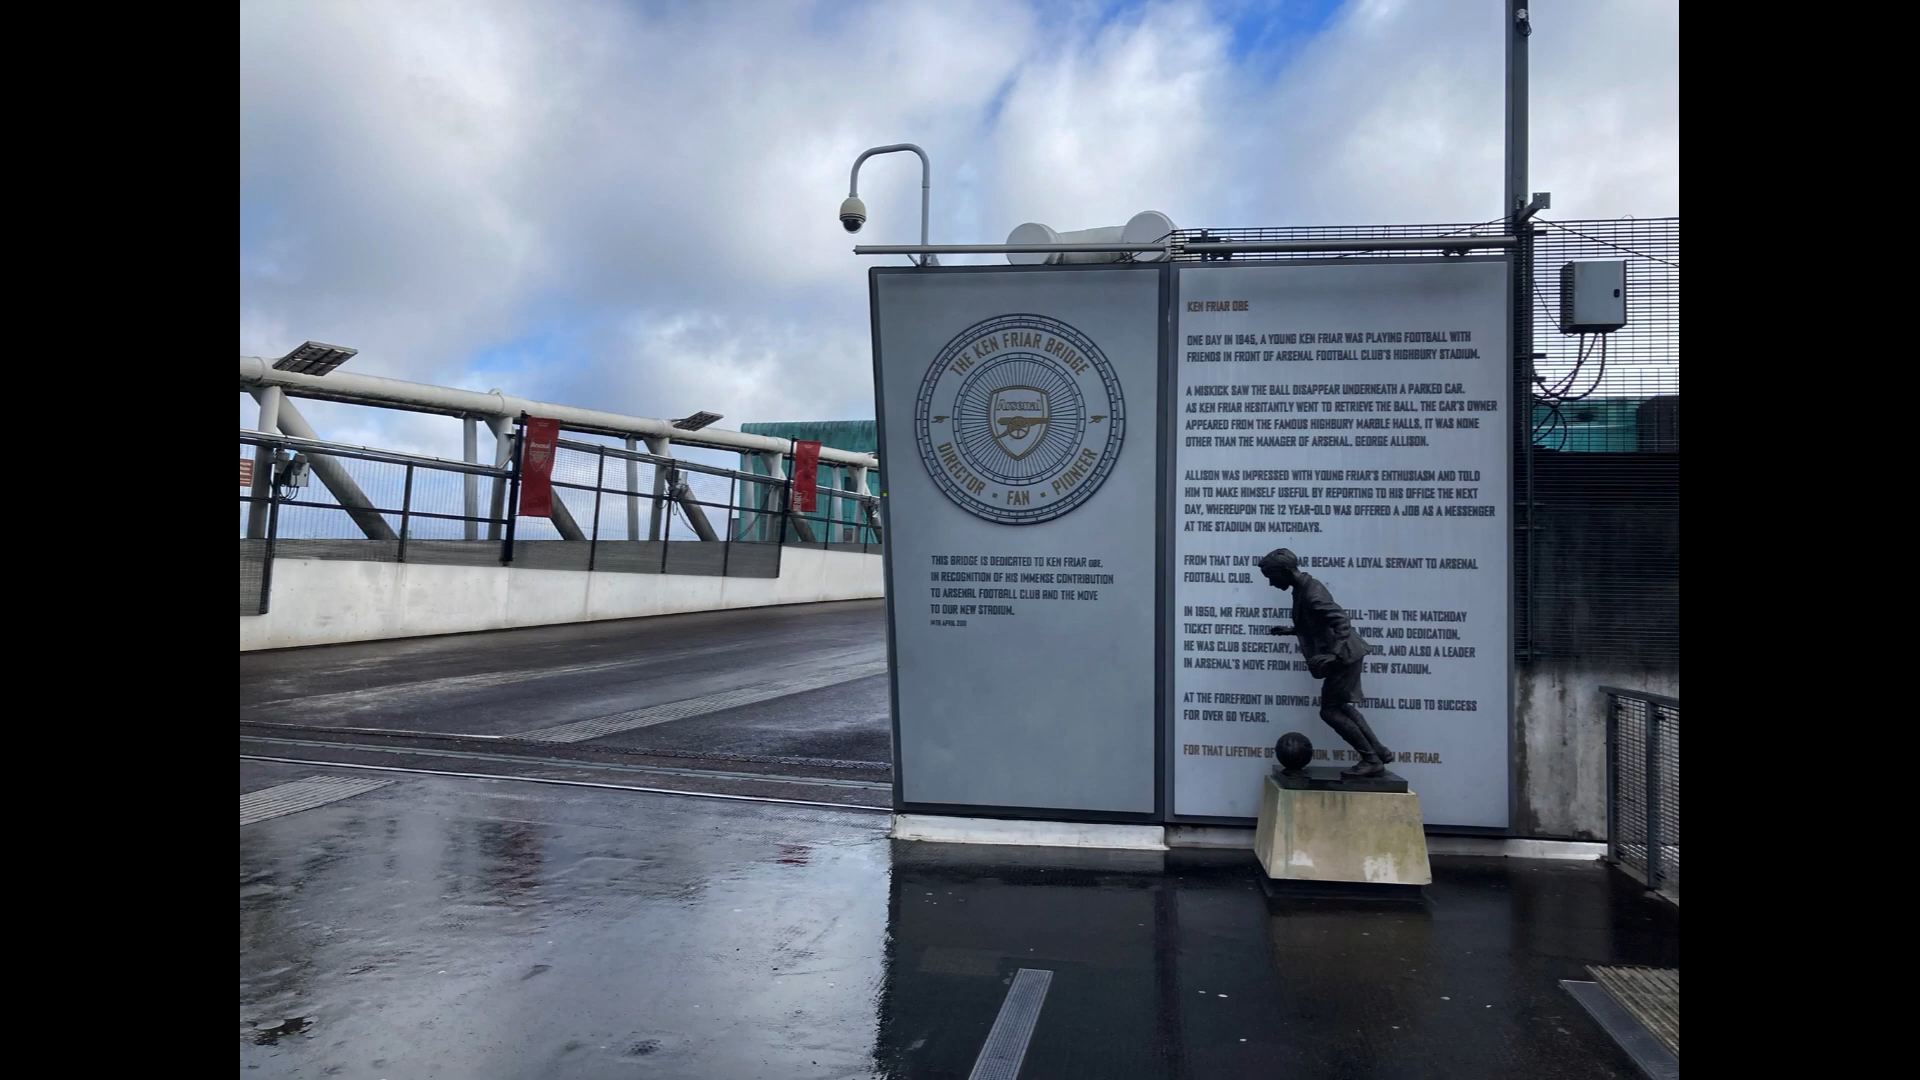 THE KEN FRIAR BRIDGE
Arsenal
DIRECTOR • FAN • PIONEER
THIS BRIDGE IS DEDICATED TO KEN FRIAR OBE,
IN RECOGNITION OF HIS IMMENSE CONTRIBUTION
TO ARSENAL FOOTBALL CLUB AND THE MOVE
TO OUR NEW STADIUM.
14TH APRIL 2011
KEN FRIAR OBE
ONE DAY IN 1945, A YOUNG KEN FRIAR WAS PLAYING FOOTBALL WITH
FRIENDS IN FRONT OF ARSENAL FOOTBALL CLUB'S HIGHBURY STADIUM.
A MISKICK SAW THE BALL DISAPPEAR UNDERNEATH A PARKED CAR.
AS KEN FRIAR HESITANTLY WENT TO RETRIEVE THE BALL, THE CAR'S OWNER
APPEARED FROM THE FAMOUS HIGHBURY MARBLE HALLS, IT WAS NONE
OTHER THAN THE MANAGER OF ARSENAL, GEORGE ALLISON.
ALLISON WAS IMPRESSED WITH YOUNG FRIAR'S ENTHUSIASM AND TOLD
HIM TO MAKE HIMSELF USEFUL BY REPORTING TO HIS OFFICE THE NEXT
DAY, WHEREUPON THE 12 YEAR-OLD WAS OFFERED A JOB AS A MESSENGER
AT THE STADIUM ON MATCHDAYS.
FROM THAT DAY BECAME A LOYAL SERVANT TO ARSENAL
FOOTBALL CLUB.
IN 1950, MR FRIAR FULL-TIME IN THE MATCHDAY
TICKET OFFICE. WORK AND DEDICATION,
HE WAS CLUB SECRETARY, AND ALSO A LEADER
IN ARSENAL'S MOVE FROM NEW STADIUM.
AT THE FOREFRONT IN DRIVING FOOTBALL CLUB TO SUCCESS
FOR OVER 60 YEARS.
FOR THAT LIFETIME OF WE MR FRIAR.
Arsenal